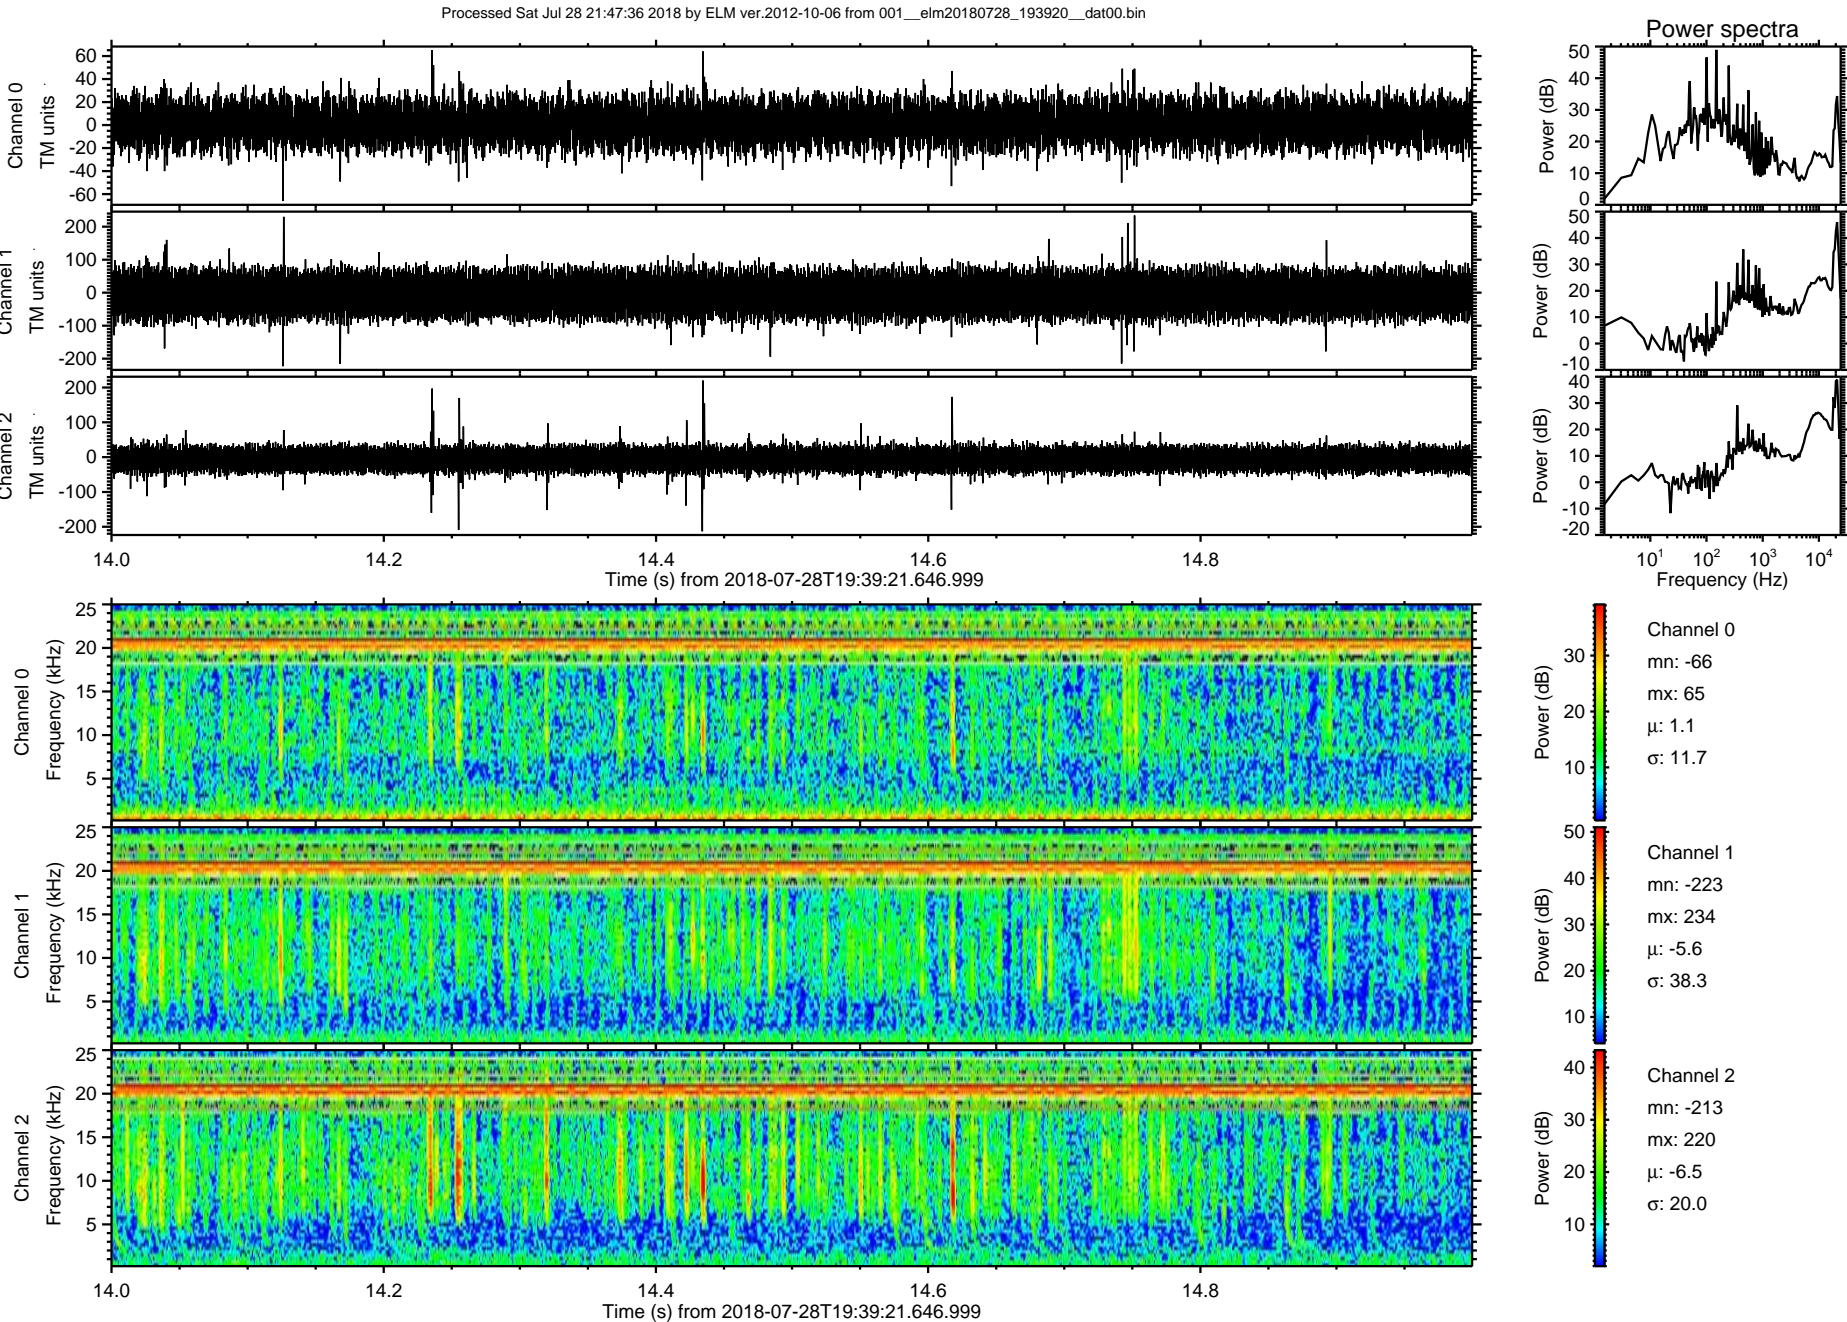 Processed Sat Jul 28 21:47:36 2018 by ELM ver.2012-10-06 from 001__elm20180728_193920__dat00.bin
Power spectra
Channel 0
TM units
60
40
20
0
-20
-40
-60
Power (dB)
50
40
30
20
10
0
Channel 1
TM units
200
100
0
-100
-200
Power (dB)
50
40
30
20
10
0
-10
Channel 2
TM units
200
100
0
-100
-200
Power (dB)
40
30
20
10
0
-10
-20
14.0 14.2 14.4 14.6 14.8
Time (s) from 2018-07-28T19:39:21.646.999
10¹ 10² 10³ 10⁴
Frequency (Hz)
Channel 0
Frequency (kHz)
25
20
15
10
5
Power (dB)
30
20
10
Channel 0
mn: -66
mx: 65
μ: 1.1
σ: 11.7
Channel 1
Frequency (kHz)
25
20
15
10
5
Power (dB)
50
40
30
20
10
Channel 1
mn: -223
mx: 234
μ: -5.6
σ: 38.3
Channel 2
Frequency (kHz)
25
20
15
10
5
Power (dB)
40
30
20
10
Channel 2
mn: -213
mx: 220
μ: -6.5
σ: 20.0
14.0 14.2 14.4 14.6 14.8
Time (s) from 2018-07-28T19:39:21.646.999